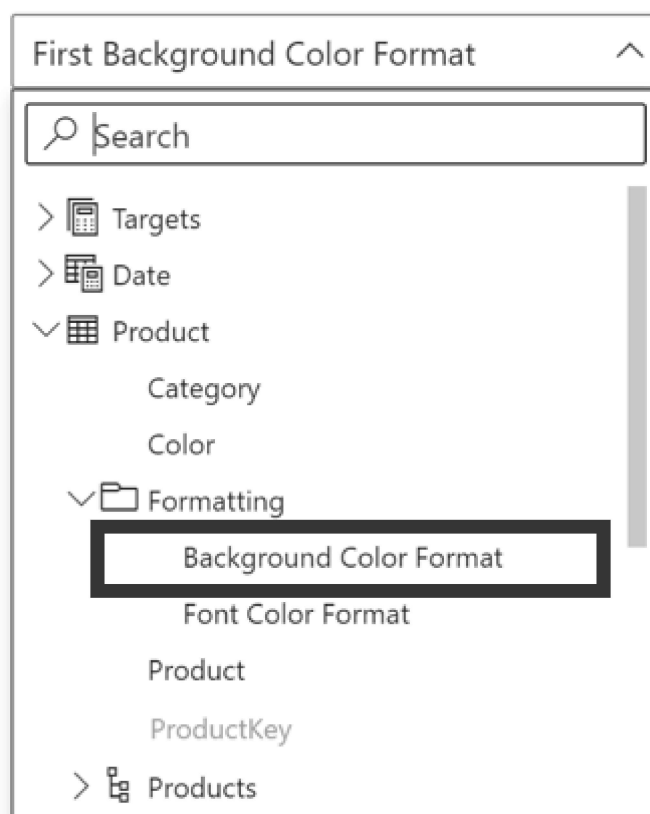 First Background Color Format
Search
Targets
Date
Product
Category
Color
Formatting
Background Color Format
Font Color Format
Product
ProductKey
Products